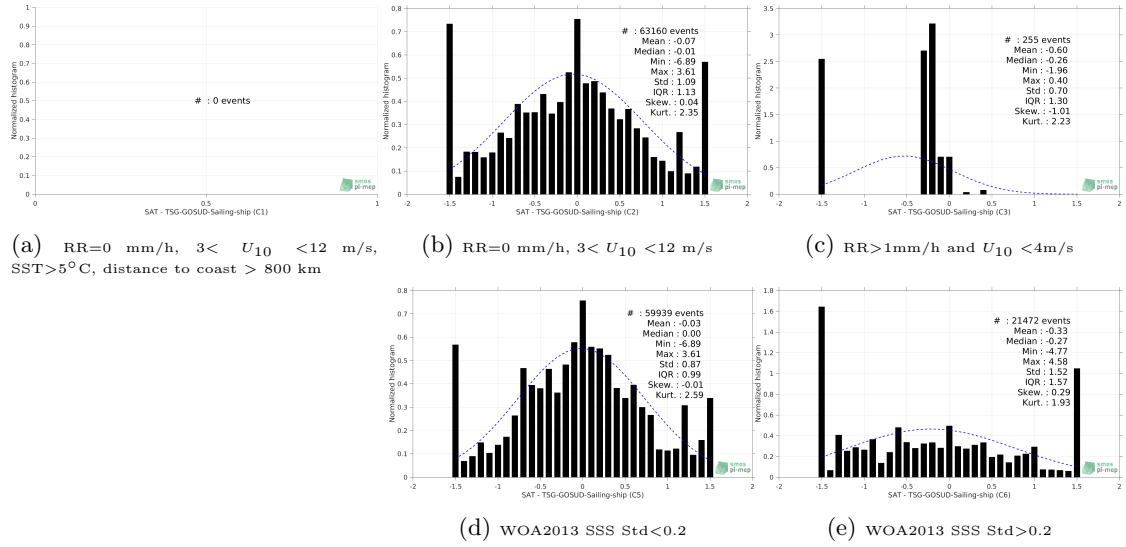 1
0.9
0.8
0.7
0.6
0.5
0.4
0.3
0.2
0.1
0
Normalized histogram
# : 0 events
0 0.5 1
SAT - TSG-GOSUD-Sailing-ship (C1)
smos
pi-mep
(a) RR=0 mm/h, 3< U10 <12 m/s,
SST>5°C, distance to coast > 800 km
0.8
0.7
0.6
0.5
0.4
0.3
0.2
0.1
0
Normalized histogram
# : 63160 events
Mean : -0.07
Median : -0.01
Min : -6.89
Max : 3.61
Std : 1.09
IQR : 1.13
Skew. : 0.04
Kurt. : 2.35
-2 -1.5 -1 -0.5 0 0.5 1 1.5 2
SAT - TSG-GOSUD-Sailing-ship (C2)
smos
pi-mep
(b) RR=0 mm/h, 3< U10 <12 m/s
3.5
3
2.5
2
1.5
1
0.5
0
Normalized histogram
# : 255 events
Mean : -0.60
Median : -0.26
Min : -1.96
Max : 0.40
Std : 0.70
IQR : 1.30
Skew. : -1.01
Kurt. : 2.23
-2 -1.5 -1 -0.5 0 0.5 1 1.5 2
SAT - TSG-GOSUD-Sailing-ship (C3)
smos
pi-mep
(c) RR>1mm/h and U10 <4m/s
0.8
0.7
0.6
0.5
0.4
0.3
0.2
0.1
0
Normalized histogram
# : 59939 events
Mean : -0.03
Median : 0.00
Min : -6.89
Max : 3.61
Std : 0.87
IQR : 0.99
Skew. : -0.01
Kurt. : 2.59
-2 -1.5 -1 -0.5 0 0.5 1 1.5 2
SAT - TSG-GOSUD-Sailing-ship (C5)
smos
pi-mep
(d) WOA2013 SSS Std<0.2
1.8
1.6
1.4
1.2
1
0.8
0.6
0.4
0.2
0
Normalized histogram
# : 21472 events
Mean : -0.33
Median : -0.27
Min : -4.77
Max : 4.58
Std : 1.52
IQR : 1.57
Skew. : 0.29
Kurt. : 1.93
-2 -1.5 -1 -0.5 0 0.5 1 1.5 2
SAT - TSG-GOSUD-Sailing-ship (C6)
smos
pi-mep
(e) WOA2013 SSS Std>0.2